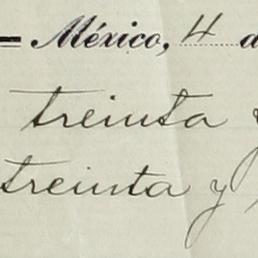 – México, 4 d
treinta y
treinta y